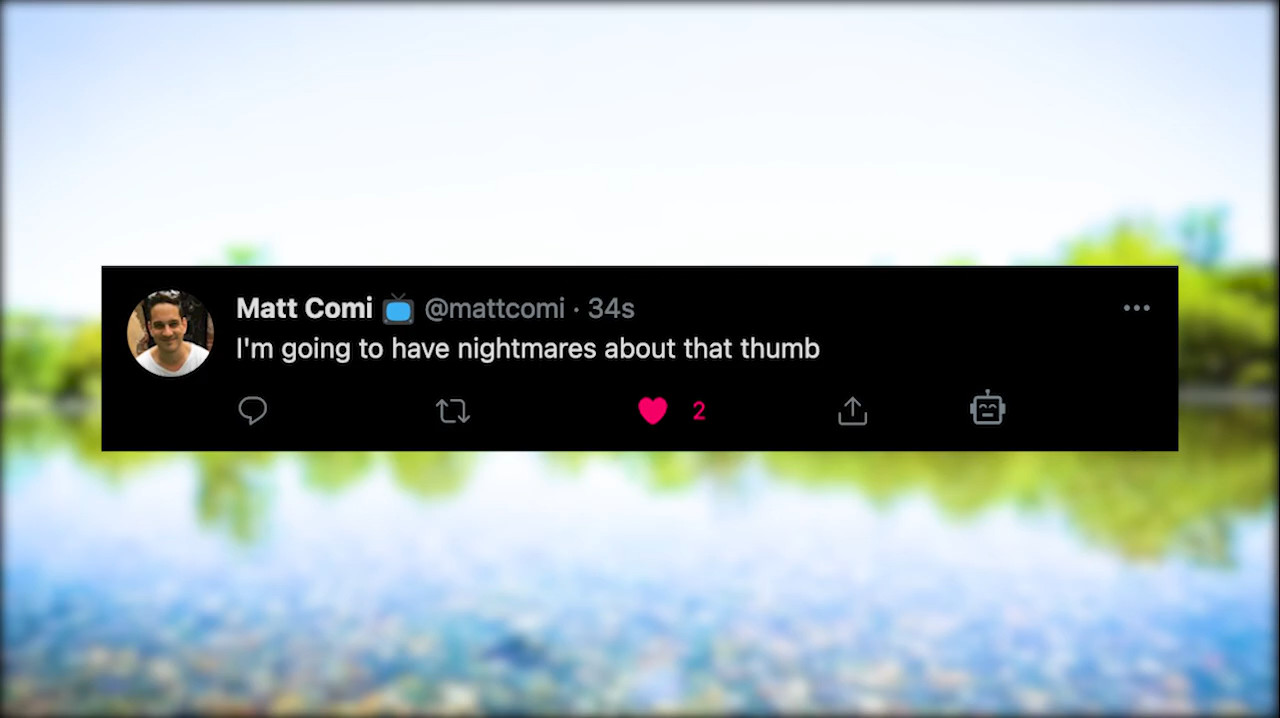 Matt Comi 📺 @mattcomi · 34s
I'm going to have nightmares about that thumb
2